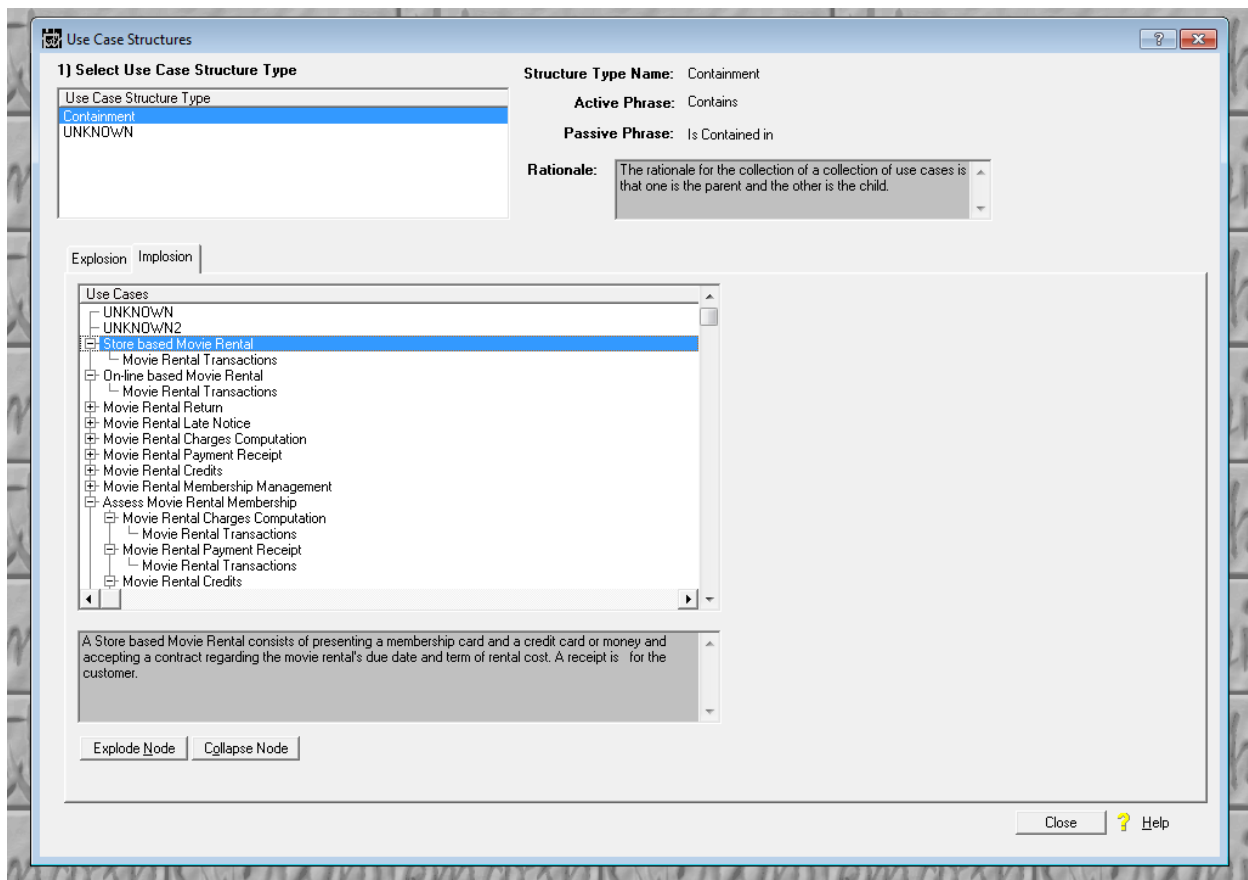 Use Case Structures
1) Select Use Case Structure Type
Use Case Structure Type
Containment
UNKNOWN
Structure Type Name: Containment
Active Phrase: Contains
Passive Phrase: Is Contained in
Rationale:
The rationale for the collection of a collection of use cases is
that one is the parent and the other is the child.
Explosion Implosion
Use Cases
UNKNOWN
UNKNOWN2
Store based Movie Rental
Movie Rental Transactions
On-line based Movie Rental
Movie Rental Transactions
Movie Rental Return
Movie Rental Late Notice
Movie Rental Charges Computation
Movie Rental Payment Receipt
Movie Rental Credits
Movie Rental Membership Management
Assess Movie Rental Membership
Movie Rental Charges Computation
Movie Rental Transactions
Movie Rental Payment Receipt
Movie Rental Transactions
Movie Rental Credits
A Store based Movie Rental consists of presenting a membership card and a credit card or money and
accepting a contract regarding the movie rental's due date and term of rental cost. A receipt is for the
customer.
Explode Node Collapse Node
Close ? Help